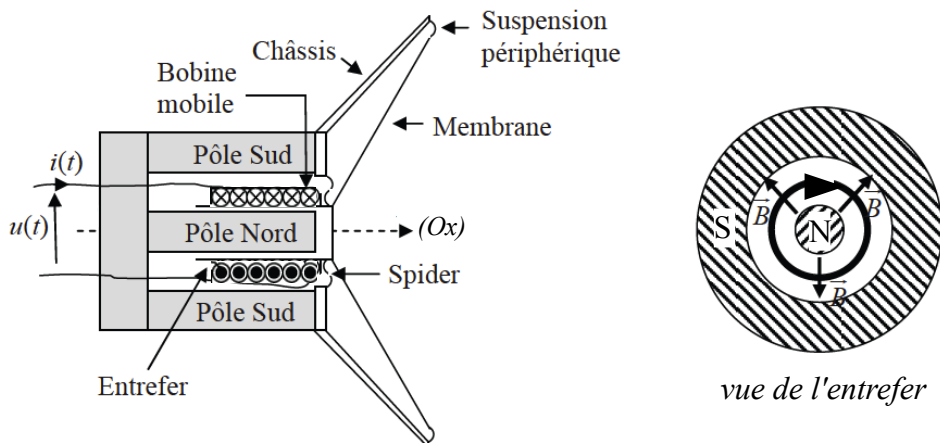 Suspension
périphérique
Châssis
Bobine
mobile
Membrane
Pôle Sud
i(t)
u(t)
Pôle Nord
(Ox)
Spider
Pôle Sud
Entrefer
B
B
S
N
B
vue de l'entrefer